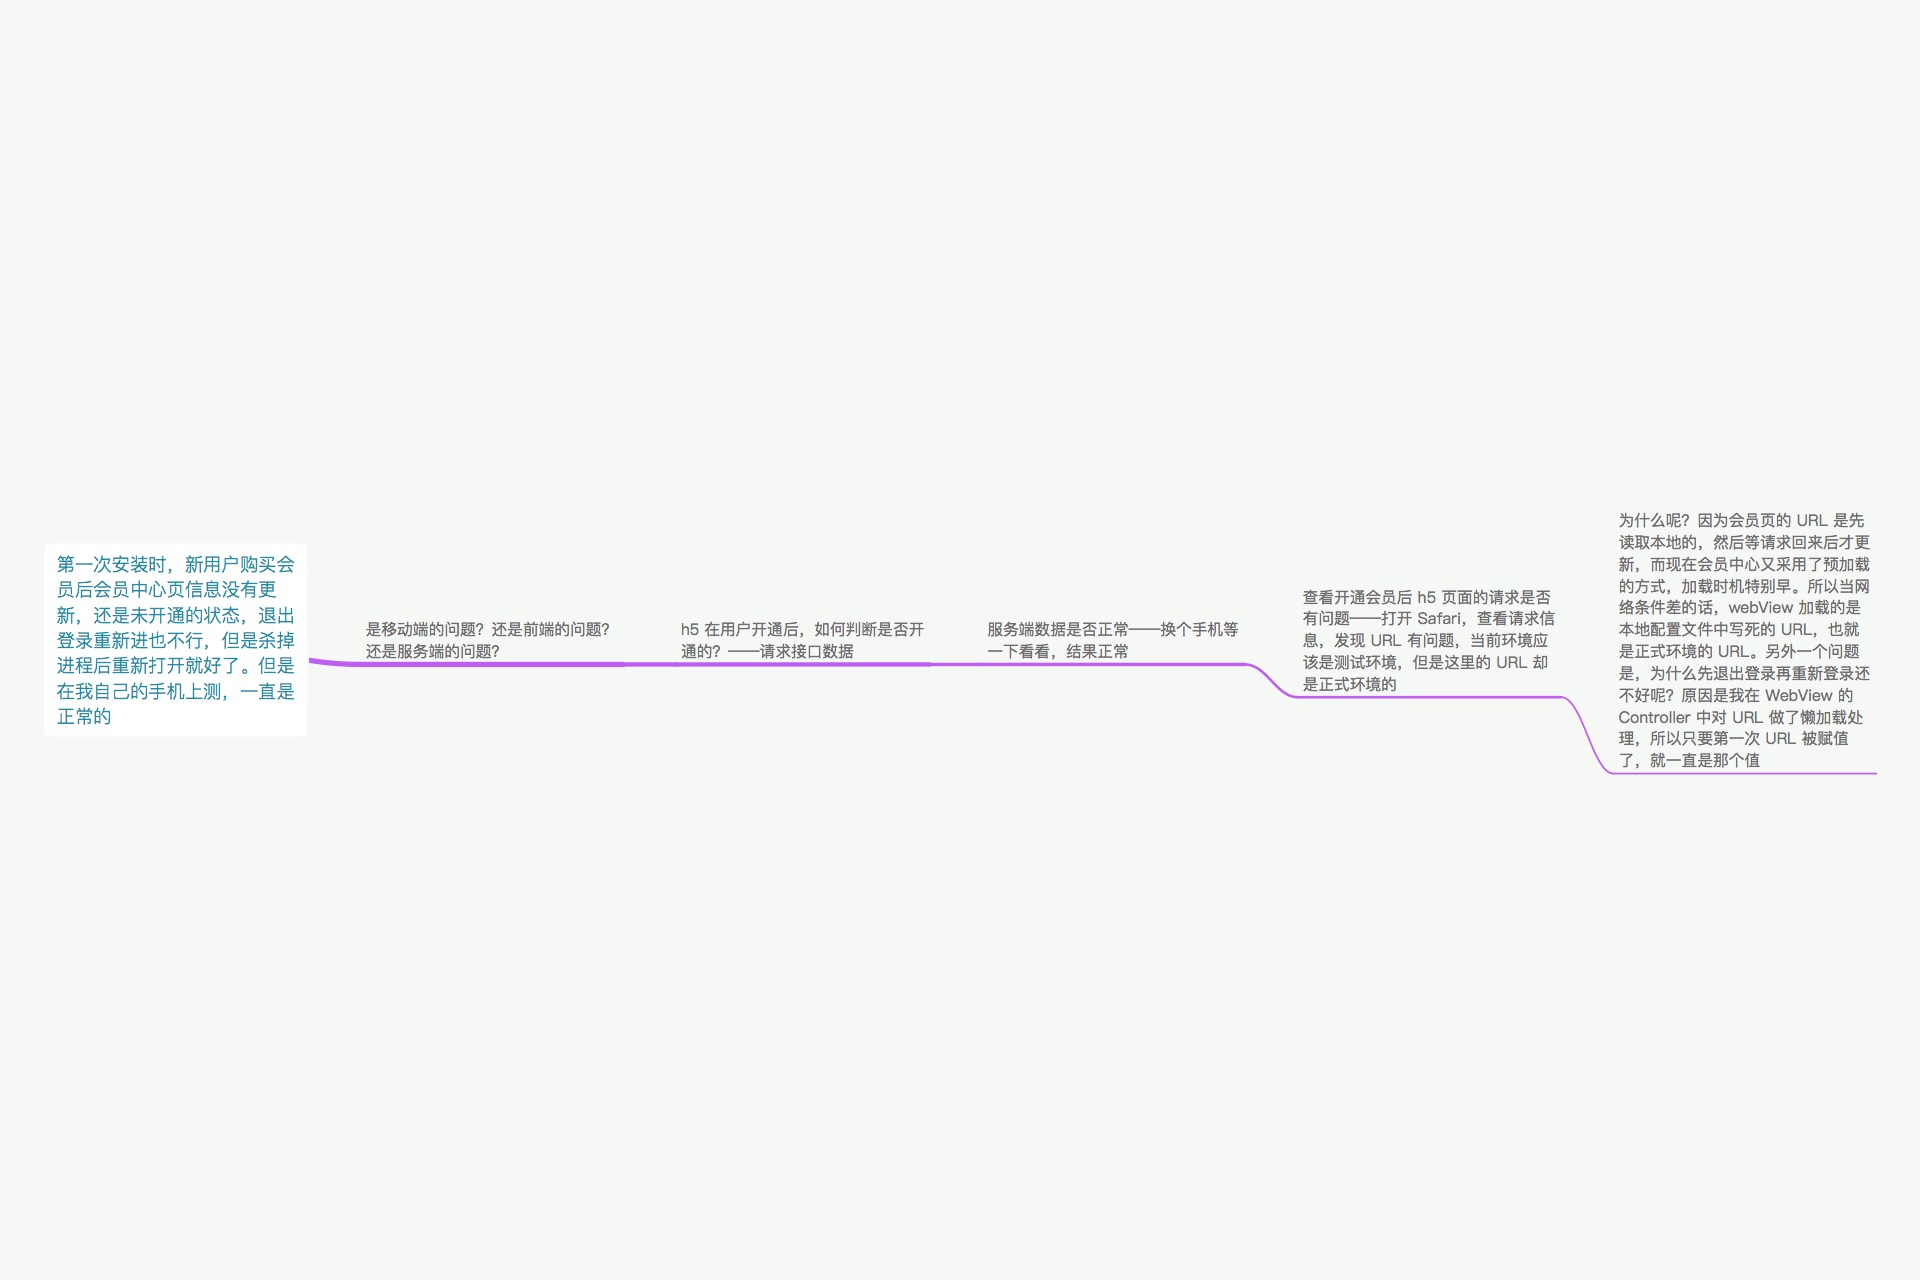 第一次安装时，新用户购买会
员后会员中心页信息没有更
新，还是未开通的状态，退出
登录重新进也不行，但是杀掉
进程后重新打开就好了。但是
在我自己的手机上测，一直是
正常的
是移动端的问题？还是前端的问题？
还是服务端的问题？
h5 在用户开通后，如何判断是否开
通的？——请求接口数据
服务端数据是否正常——换个手机等
一下看看，结果正常
查看开通会员后 h5 页面的请求是否
有问题——打开 Safari，查看请求信
息，发现 URL 有问题，当前环境应
该是测试环境，但是这里的 URL 却
是正式环境的
为什么呢？因为会员页的 URL 是先
读取本地的，然后等请求回来后才更
新，而现在会员中心又采用了预加载
的方式，加载时机特别早。所以当网
络条件差的话，webView 加载的是
本地配置文件中写死的 URL，也就
是正式环境的 URL。另外一个问题
是，为什么先退出登录再重新登录还
不好呢？原因是我在 WebView 的
Controller 中对 URL 做了懒加载处
理，所以只要第一次 URL 被赋值
了，就一直是那个值